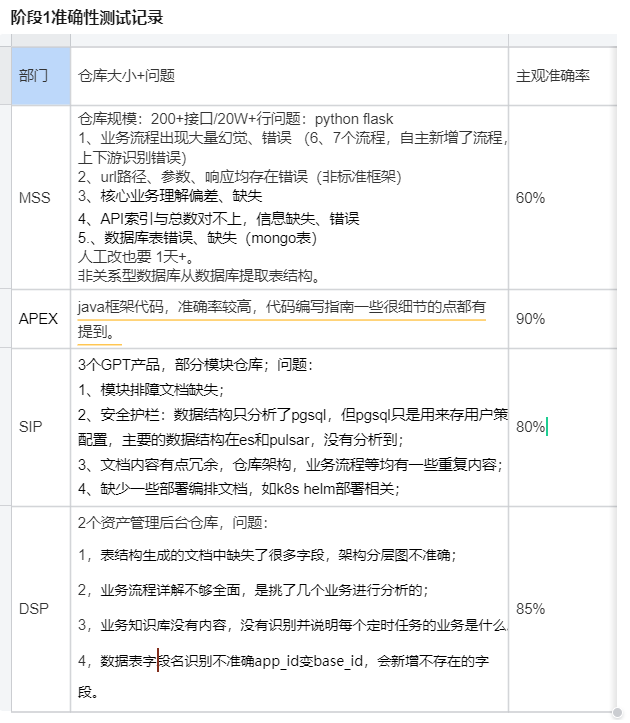 阶段1准确性测试记录
部门
仓库大小+问题
主观准确率
MSS
仓库规模：200+接口/20W+行问题：python flask
1、业务流程出现大量幻觉、错误 （6、7个流程，自主新增了流程，
上下游识别错误）
2、url路径、参数、响应均存在错误（非标准框架）
3、核心业务理解偏差、缺失
4、API索引与总数对不上，信息缺失、错误
5.、数据库表错误、缺失（mongo表）
人工改也要 1天+。
非关系型数据库从数据库提取表结构。
60%
APEX
java框架代码，准确率较高，代码编写指南一些很细节的点都有
提到。
90%
SIP
3个GPT产品，部分模块仓库；问题：
1、模块排障文档缺失；
2、安全护栏：数据结构只分析了pgsql，但pgsql只是用来存用户策
配置，主要的数据结构在es和pulsar，没有分析到；
3、文档内容有点冗余，仓库架构，业务流程等均有一些重复内容；
4、缺少一些部署编排文档，如k8s helm部署相关；
80%
DSP
2个资产管理后台仓库，问题：
1，表结构生成的文档中缺失了很多字段，架构分层图不准确；
2，业务流程详解不够全面，是挑了几个业务进行分析的；
3，业务知识库没有内容，没有识别并说明每个定时任务的业务是什么
4，数据表字段名识别不准确app_id变base_id，会新增不存在的字
段。
85%